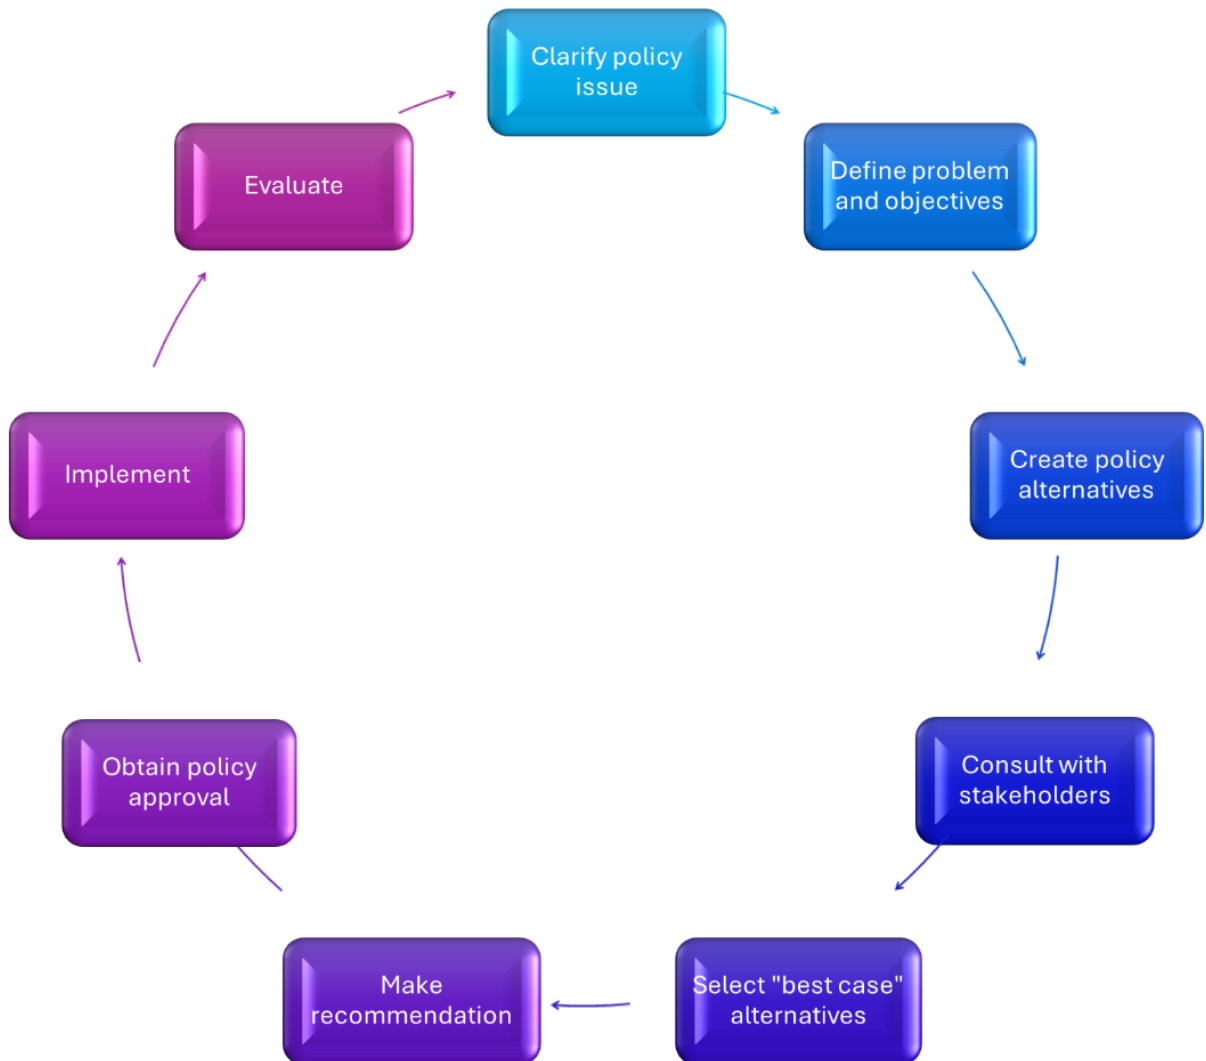 Clarify policy
issue
Define problem
and objectives
Create policy
alternatives
Consult with
stakeholders
Select "best case"
alternatives
Make
recommendation
Obtain policy
approval
Implement
Evaluate